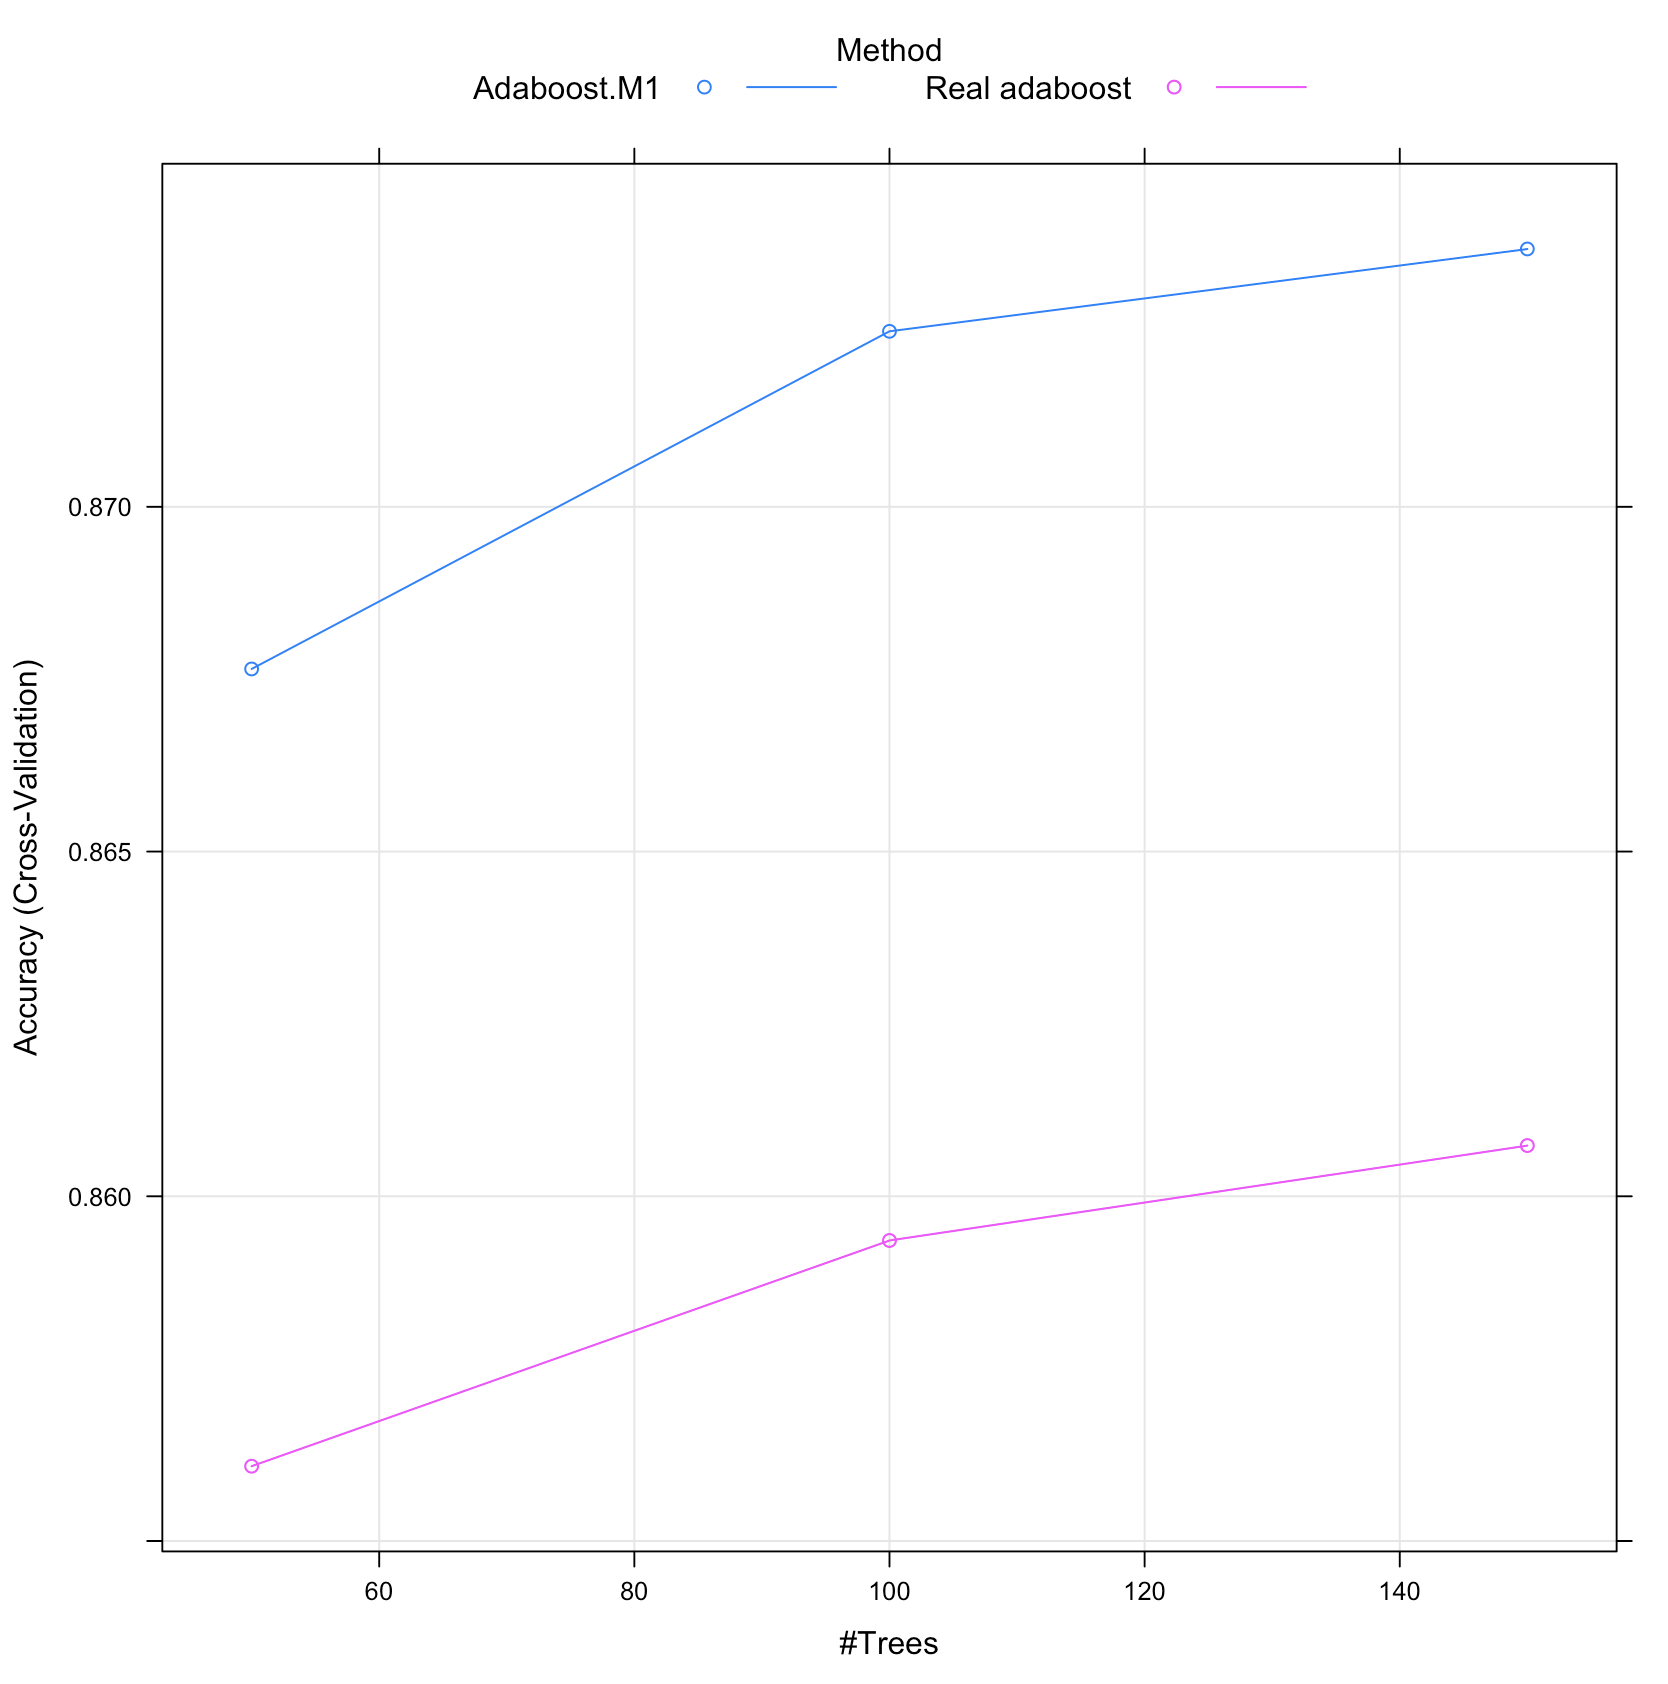 Method
Adaboost.M1 Real adaboost
0.870
0.865
0.860
Accuracy (Cross-Validation)
60 80 100 120 140
#Trees